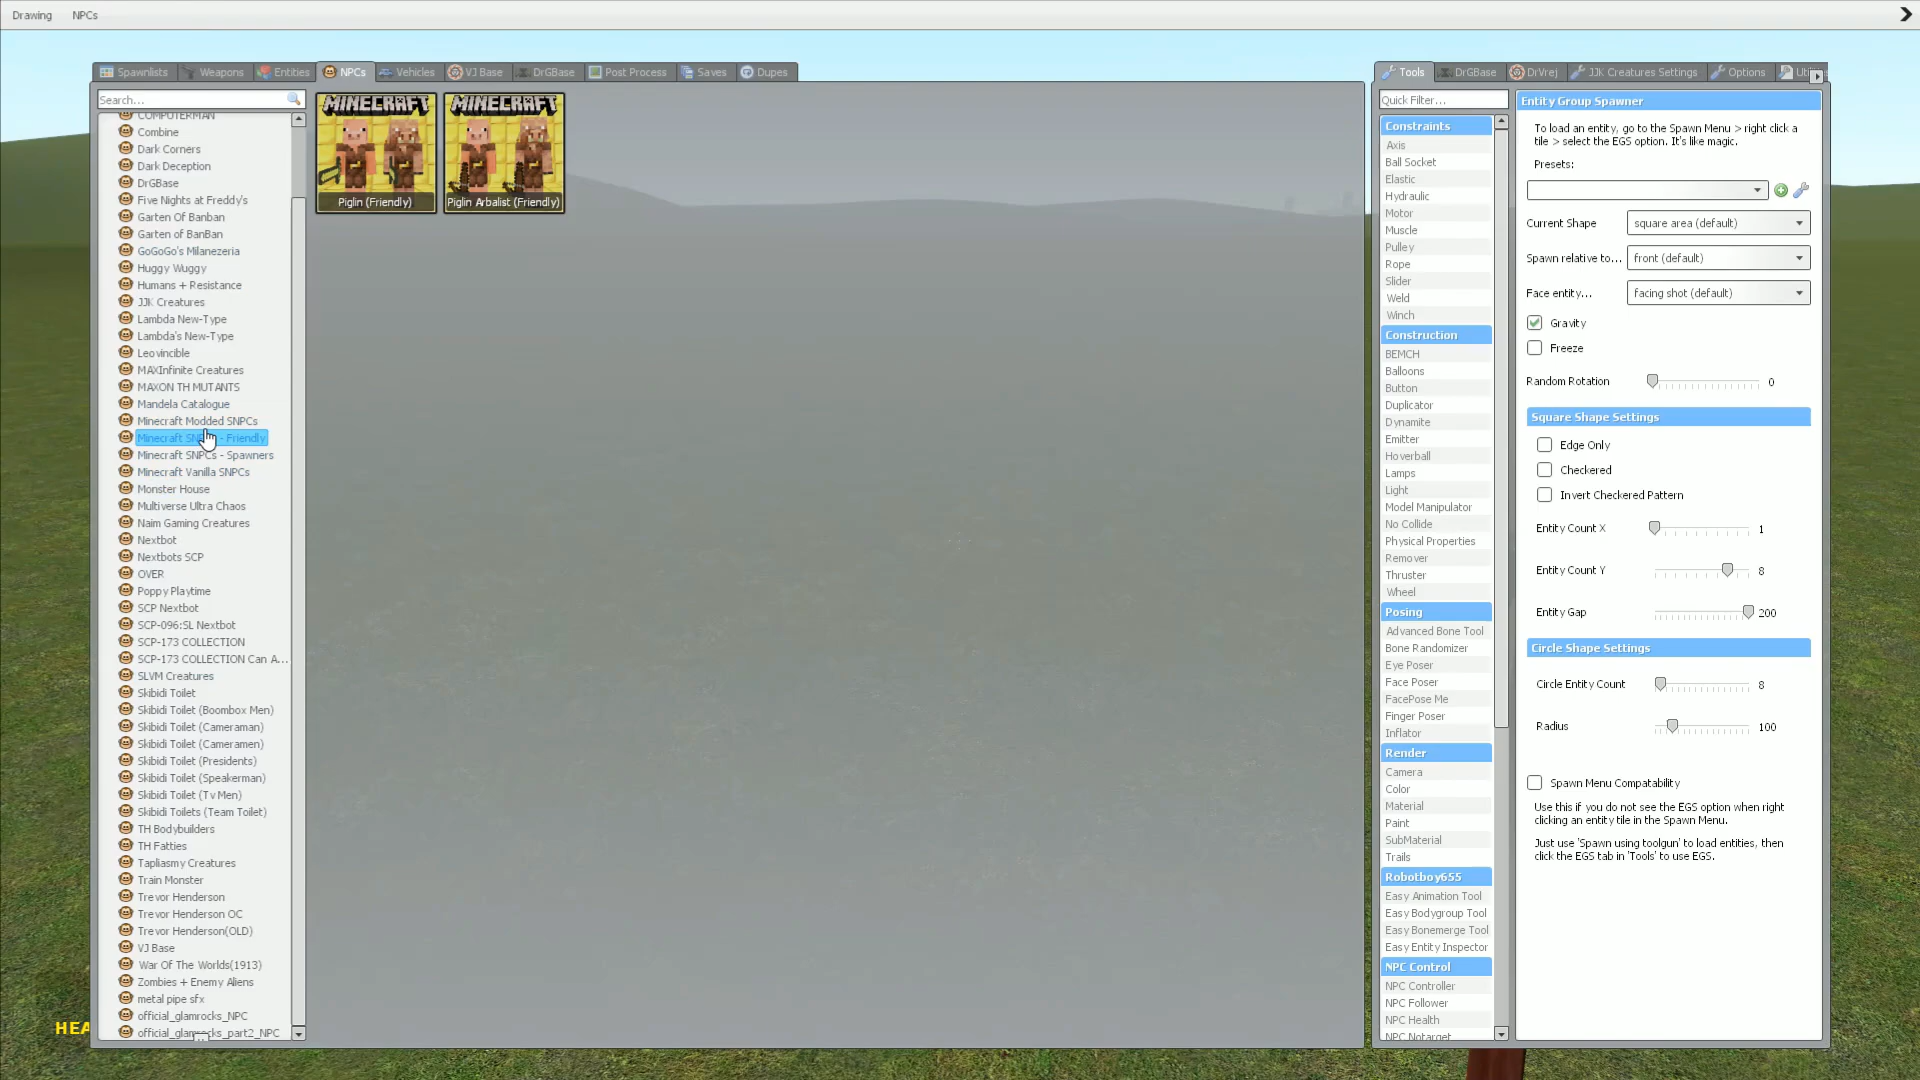 Drawing NPCs
Spawnlists Weapons Entities NPCs Vehicles VJ Base DrGBase Post Process Saves Dupes
Search...
COMPUTERMAN
Combine
Dark Corners
Dark Deception
DrGBase
Five Nights at Freddy's
Garten Of Banban
Garten of BanBan
GoGoGo's Milanezeria
Huggy Wuggy
Humans + Resistance
JJK Creatures
Lambda New-Type
Lambda's New-Type
Leovincible
MAXInfinite Creatures
MAXON TH MUTANTS
Mandela Catalogue
Minecraft Modded SNPCs
Minecraft - Friendly
Minecraft SNPCs - Spawners
Minecraft Vanilla SNPCs
Monster House
Multiverse Ultra Chaos
Naim Gaming Creatures
Nextbot
Nextbots SCP
OVER
Poppy Playtime
SCP Nextbot
SCP-096:SL Nextbot
SCP-173 COLLECTION
SCP-173 COLLECTION Can A...
SLVM Creatures
Skibidi Toilet
Skibidi Toilet (Boombox Men)
Skibidi Toilet (Cameraman)
Skibidi Toilet (Cameramen)
Skibidi Toilet (Presidents)
Skibidi Toilet (Speakerman)
Skibidi Toilet (Tv Men)
Skibidi Toilets (Team Toilet)
TH Bodybuilders
TH Fatties
Tapliasmy Creatures
Train Monster
Trevor Henderson
Trevor Henderson OC
Trevor Henderson(OLD)
VJ Base
War Of The Worlds(1913)
Zombies + Enemy Aliens
metal pipe sfx
official_glamrocks_NPC
official_glamrocks_part2_NPC
HEA
MINECRAFT
Piglin (Friendly)
MINECRAFT
Piglin Arbalist (Friendly)
Tools DrGBase DrVrej JJK Creatures Settings Options
Quick Filter...
Constraints
Axis
Ball Socket
Elastic
Hydraulic
Motor
Muscle
Pulley
Rope
Slider
Weld
Winch
Construction
BEMCH
Balloons
Button
Duplicator
Dynamite
Emitter
Hoverball
Lamps
Light
Model Manipulator
No Collide
Physical Properties
Remover
Thruster
Wheel
Posing
Advanced Bone Tool
Bone Randomizer
Eye Poser
Face Poser
FacePose Me
Finger Poser
Inflator
Render
Camera
Color
Material
Paint
SubMaterial
Trails
Robotboy655
Easy Animation Tool
Easy Bodygroup Tool
Easy Bonemerge Tool
Easy Entity Inspector
NPC Control
NPC Controller
NPC Follower
NPC Health
NPC Notarget
Entity Group Spawner
To load an entity, go to the Spawn Menu > right click a
tile > select the EGS option. It's like magic.
Presets:
Current Shape square area (default)
Spawn relative to... front (default)
Face entity... facing shot (default)
Gravity
Freeze
Random Rotation 0
Square Shape Settings
Edge Only
Checkered
Invert Checkered Pattern
Entity Count X 1
Entity Count Y 8
Entity Gap 200
Circle Shape Settings
Circle Entity Count 8
Radius 100
Spawn Menu Compatability
Use this if you do not see the EGS option when right
clicking an entity tile in the Spawn Menu.
Just use 'Spawn using toolgun' to load entities, then
click the EGS tab in 'Tools' to use EGS.